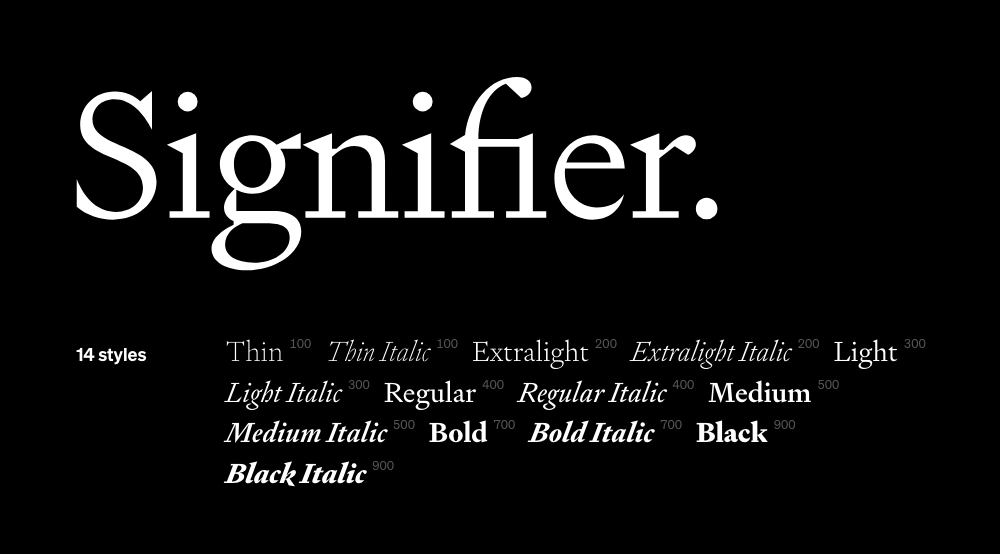 Signifier.
14 styles
Thin 100 Thin Italic 100 Extralight 200 Extralight Italic 200 Light 300
Light Italic 300 Regular 400 Regular Italic 400 Medium 500
Medium Italic 500 Bold 700 Bold Italic 700 Black 900
Black Italic 900